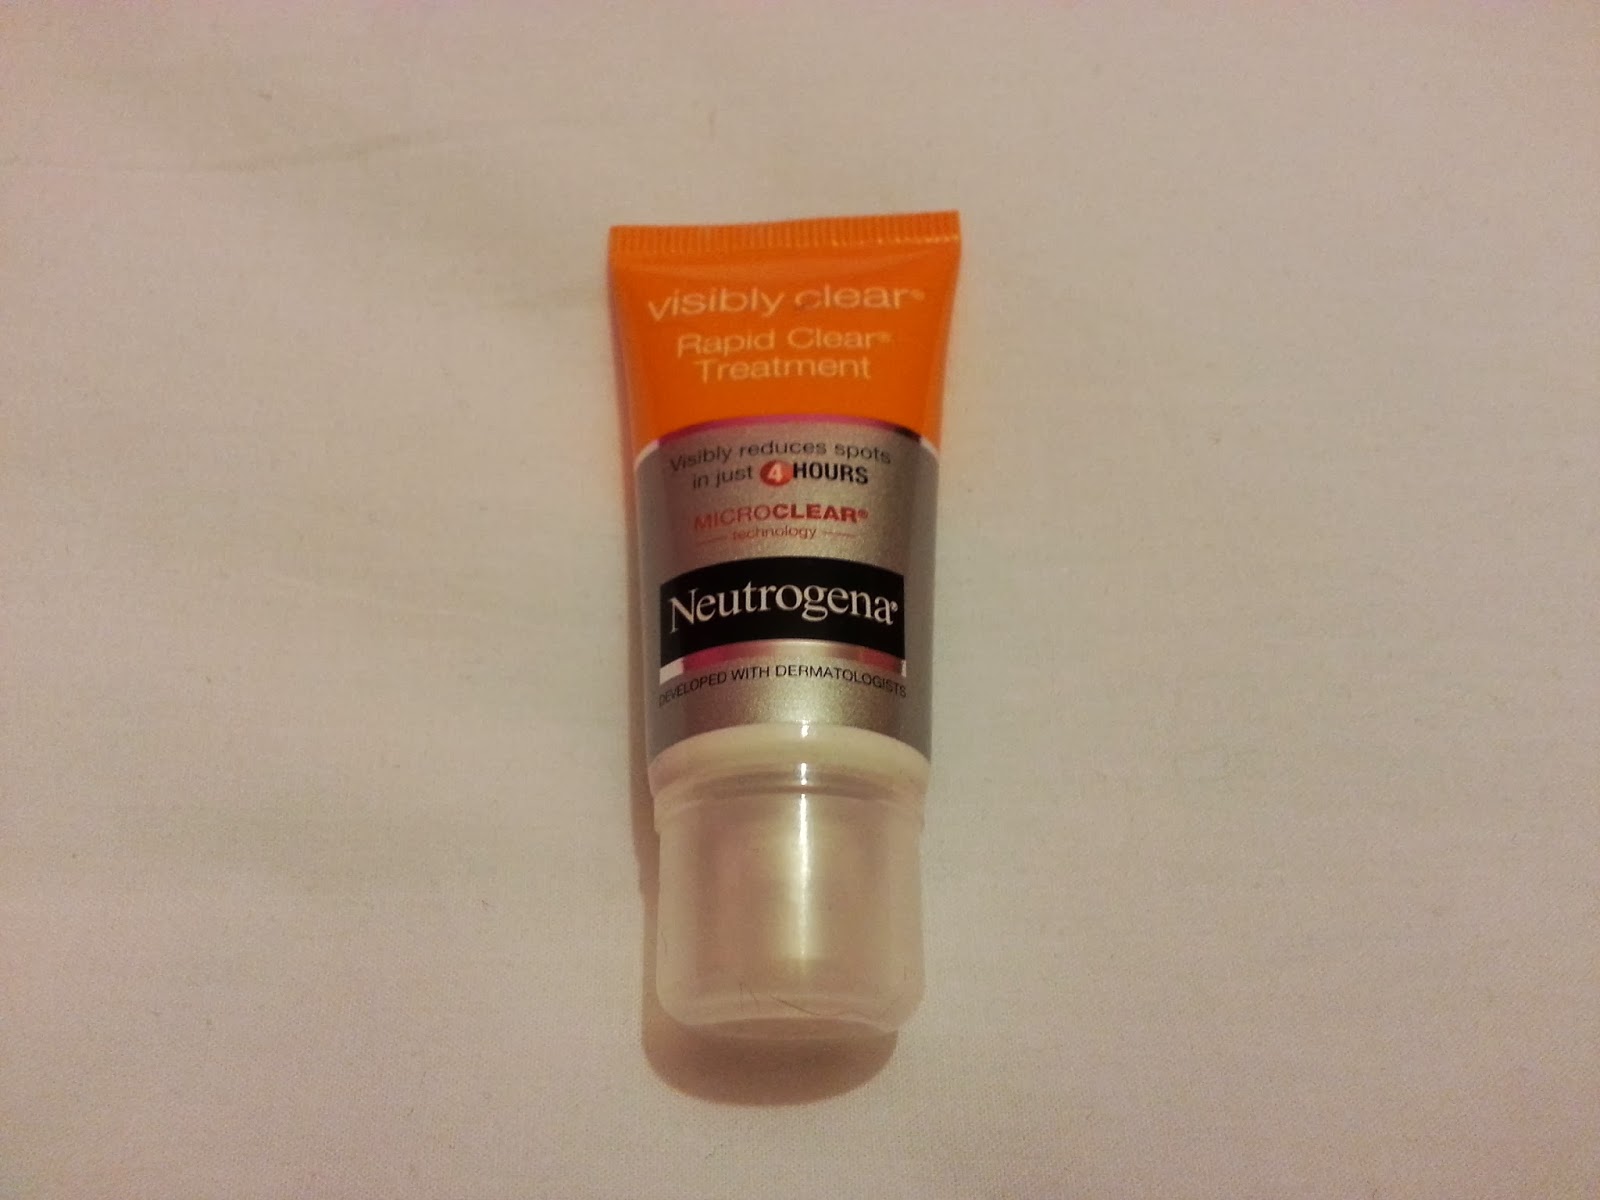 visibly clear®
Rapid Clear®
Treatment
Visibly reduces spots
in just 4 HOURS
MICROCLEAR®
technology
Neutrogena®
DEVELOPED WITH DERMATOLOGISTS